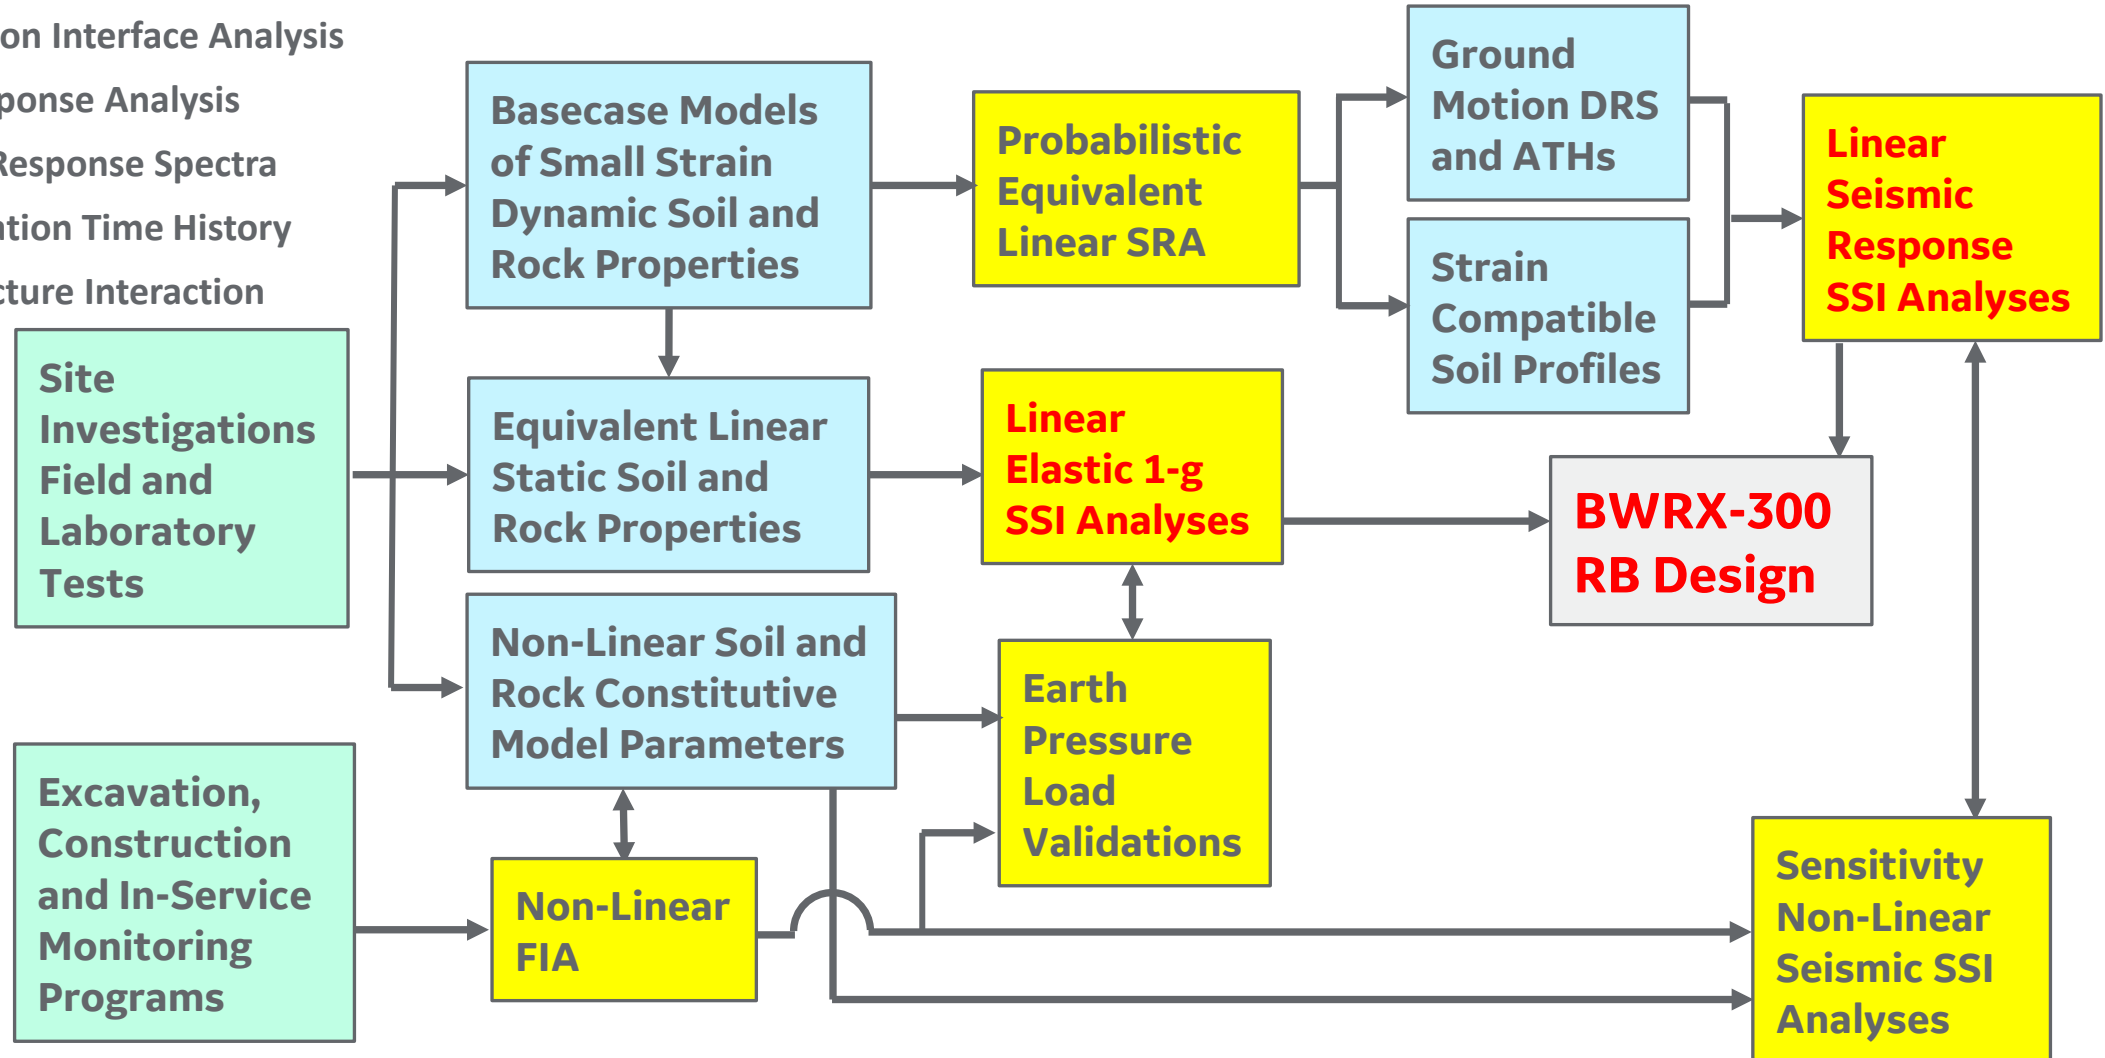 on Interface Analysis
ponse Analysis
Response Spectra
ation Time History
cture Interaction
Site
Investigations
Field and
Laboratory
Tests
Excavation,
Construction
and In-Service
Monitoring
Programs
Basecase Models
of Small Strain
Dynamic Soil and
Rock Properties
Equivalent Linear
Static Soil and
Rock Properties
Non-Linear Soil and
Rock Constitutive
Model Parameters
Non-Linear
FIA
Probabilistic
Equivalent
Linear SRA
Linear
Elastic 1-g
SSI Analyses
Earth
Pressure
Load
Validations
Ground
Motion DRS
and ATHs
Strain
Compatible
Soil Profiles
Linear
Seismic
Response
SSI Analyses
BWRX-300
RB Design
Sensitivity
Non-Linear
Seismic SSI
Analyses